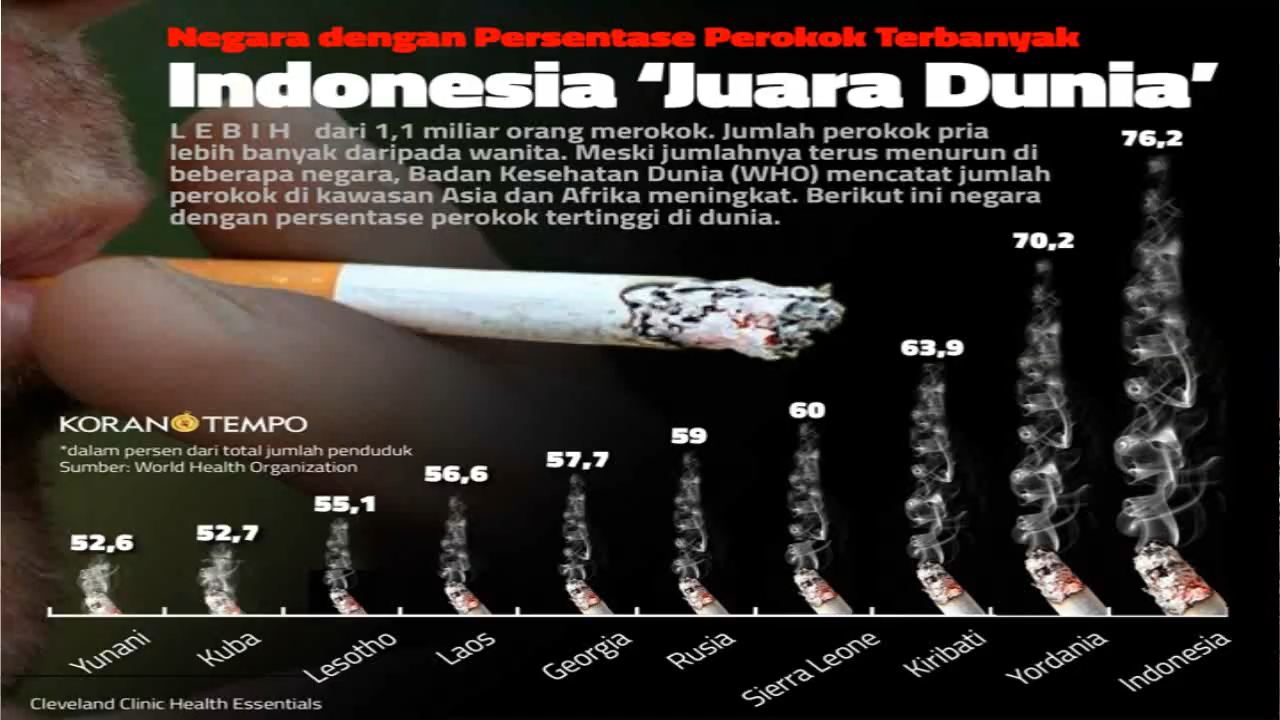 Negara dengan Persentase Perokok Terbanyak
Indonesia ‘Juara Dunia’
LEBIH dari 1,1 miliar orang merokok. Jumlah perokok pria
lebih banyak daripada wanita. Meski jumlahnya terus menurun di
beberapa negara, Badan Kesehatan Dunia (WHO) mencatat jumlah
perokok di kawasan Asia dan Afrika meningkat. Berikut ini negara
dengan persentase perokok tertinggi di dunia.
KORAN TEMPO
*dalam persen dari total jumlah penduduk
Sumber: World Health Organization
52,6
52,7
55,1
56,6
57,7
59
60
63,9
70,2
76,2
Yunani
Kuba
Lesotho
Laos
Georgia
Rusia
Sierra Leone
Kiribati
Yordania
Indonesia
Cleveland Clinic Health Essentials